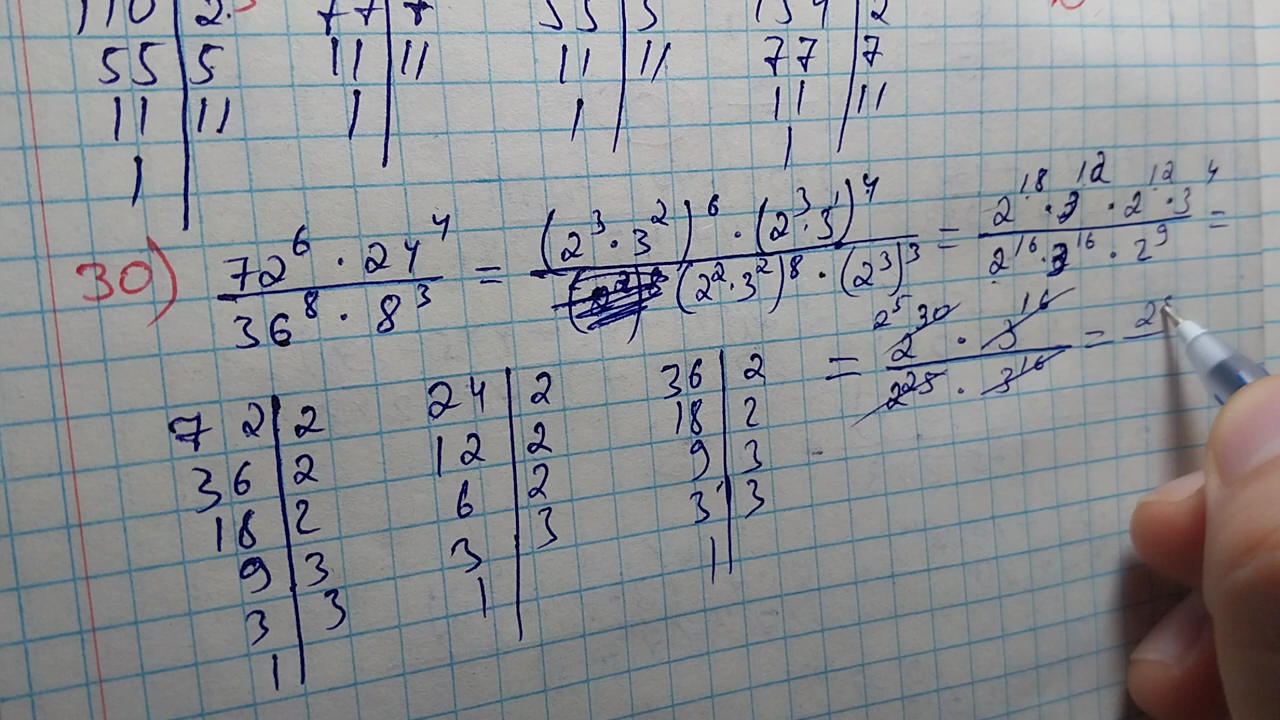 110 | 2·5 77 | 7 55 | 5 154 | 2
55 | 5 11 | 11 11 | 11 77 | 7
11 | 11 1 | 1 | 11 | 11
1 | 1 |
30) (72^6 · 24^4) / (36^8 · 8^3) = ((2^3 · 3^2)^6 · (2^3 · 3^1)^4) / ((2^2 · 3^2)^8 · (2^3)^3) = (2^18 · 3^12 · 2^12 · 3^4) / (2^16 · 3^16 · 2^9) =
= (2^5 2^30 · 3^16) / (2^25 · 3^16) = 2^5
72 | 2 24 | 2 36 | 2
36 | 2 12 | 2 18 | 2
18 | 2 6 | 2 9 | 3
9 | 3 3 | 3 3 | 3
3 | 3 1 | 1 |
1 |